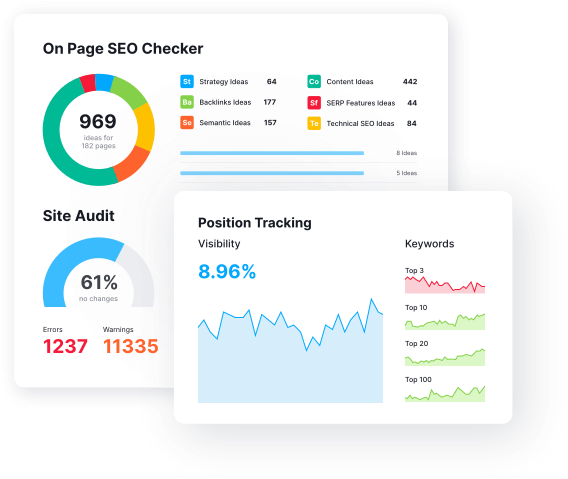 On Page SEO Checker
969
ideas for
182 pages
St Strategy Ideas 64
Ba Backlinks Ideas 177
Se Semantic Ideas 157
Co Content Ideas 442
Sf SERP Features Ideas 44
Te Technical SEO Ideas 84
8 Ideas
5 Ideas
Site Audit
61%
no changes
Errors
1237
Warnings
11335
Position Tracking
Visibility
8.96%
Keywords
Top 3
Top 10
Top 20
Top 100